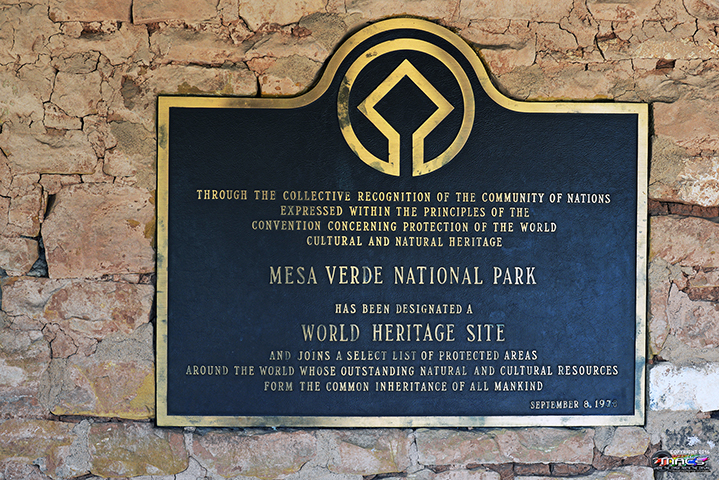 THROUGH THE COLLECTIVE RECOGNITION OF THE COMMUNITY OF NATIONS
EXPRESSED WITHIN THE PRINCIPLES OF THE
CONVENTION CONCERNING PROTECTION OF THE WORLD
CULTURAL AND NATURAL HERITAGE
MESA VERDE NATIONAL PARK
HAS BEEN DESIGNATED A
WORLD HERITAGE SITE
AND JOINS A SELECT LIST OF PROTECTED AREAS
AROUND THE WORLD WHOSE OUTSTANDING NATURAL AND CULTURAL RESOURCES
FORM THE COMMON INHERITANCE OF ALL MANKIND
SEPTEMBER 8, 1978
COPYRIGHT